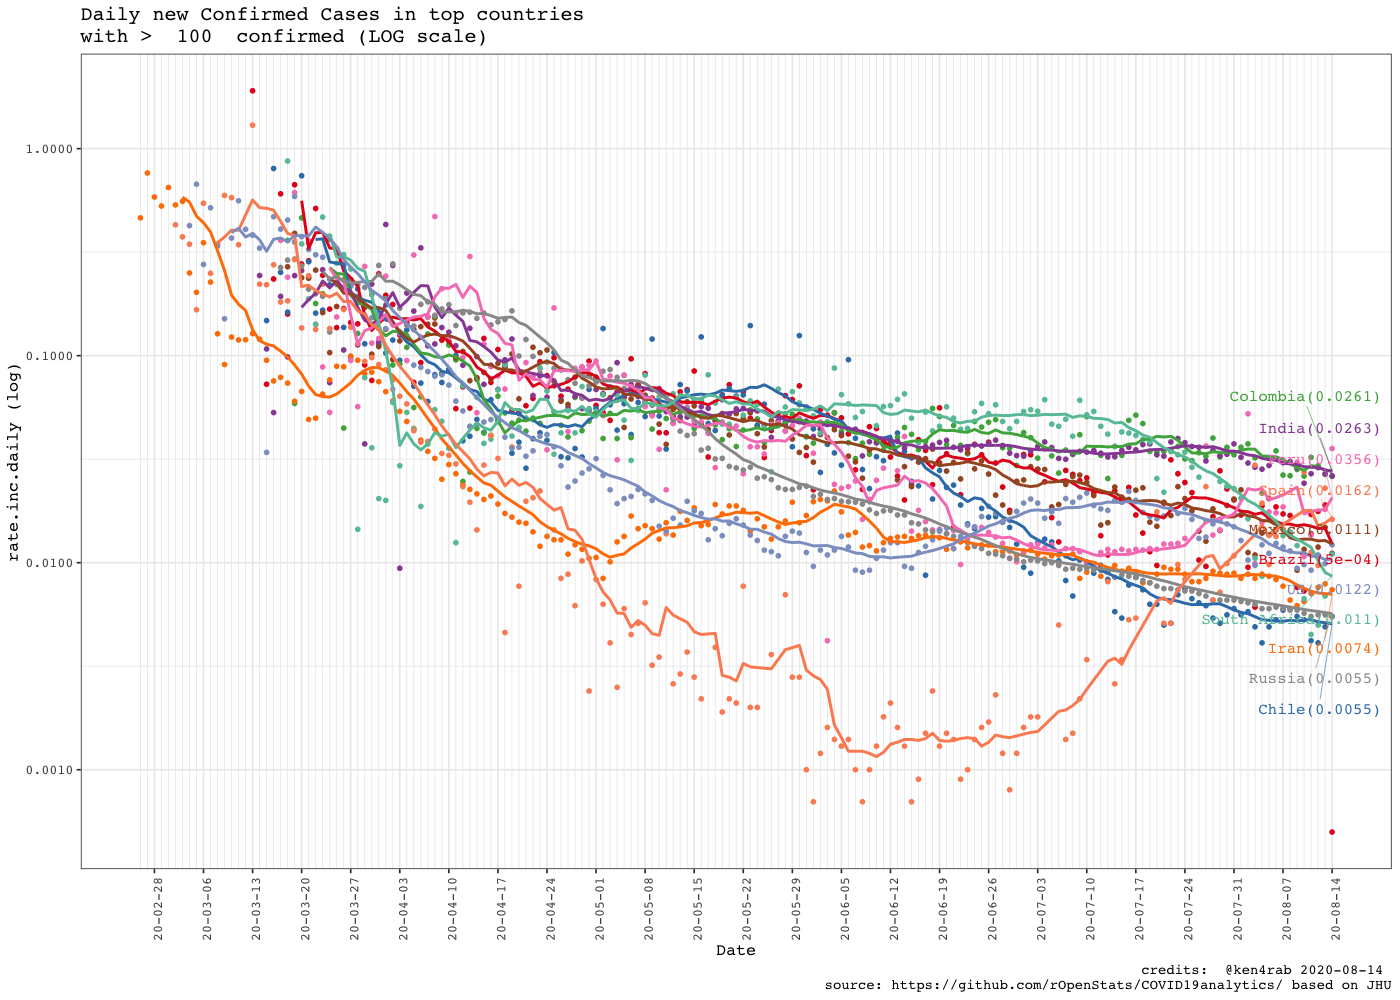 Daily new Confirmed Cases in top countries
with >  100  confirmed (LOG scale)
rate.inc.daily (log)
1.0000
0.1000
0.0100
0.0010
Colombia(0.0261)
India(0.0263)
(0.0356)
Spain(0.0162)
Mexico(0.0111)
Brazil(5e-04)
US(0.0122)
South Africa(0.011)
Iran(0.0074)
Russia(0.0055)
Chile(0.0055)
20-02-28
20-03-06
20-03-13
20-03-20
20-03-27
20-04-03
20-04-10
20-04-17
20-04-24
20-05-01
20-05-08
20-05-15
20-05-22
20-05-29
20-06-05
20-06-12
20-06-19
20-06-26
20-07-03
20-07-10
20-07-17
20-07-24
20-07-31
20-08-07
20-08-14
Date
credits:  @ken4rab 2020-08-14
source: https://github.com/rOpenStats/COVID19analytics/ based on JHU